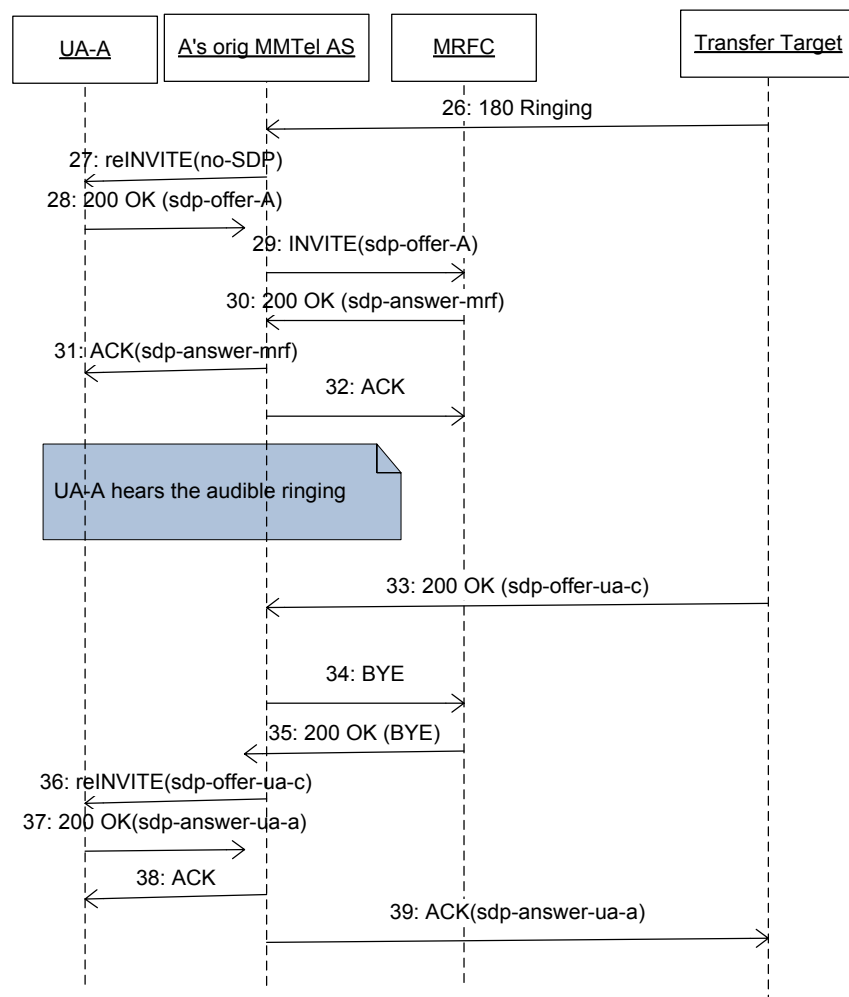 UA-A
A's orig MMTel AS
MRFC
Transfer Target
26: 180 Ringing
27: reINVITE(no-SDP)
28: 200 OK (sdp-offer-A)
29: INVITE(sdp-offer-A)
30: 200 OK (sdp-answer-mrf)
31: ACK(sdp-answer-mrf)
32: ACK
UA-A hears the audible ringing
33: 200 OK (sdp-offer-ua-c)
34: BYE
35: 200 OK (BYE)
36: reINVITE(sdp-offer-ua-c)
37: 200 OK(sdp-answer-ua-a)
38: ACK
39: ACK(sdp-answer-ua-a)